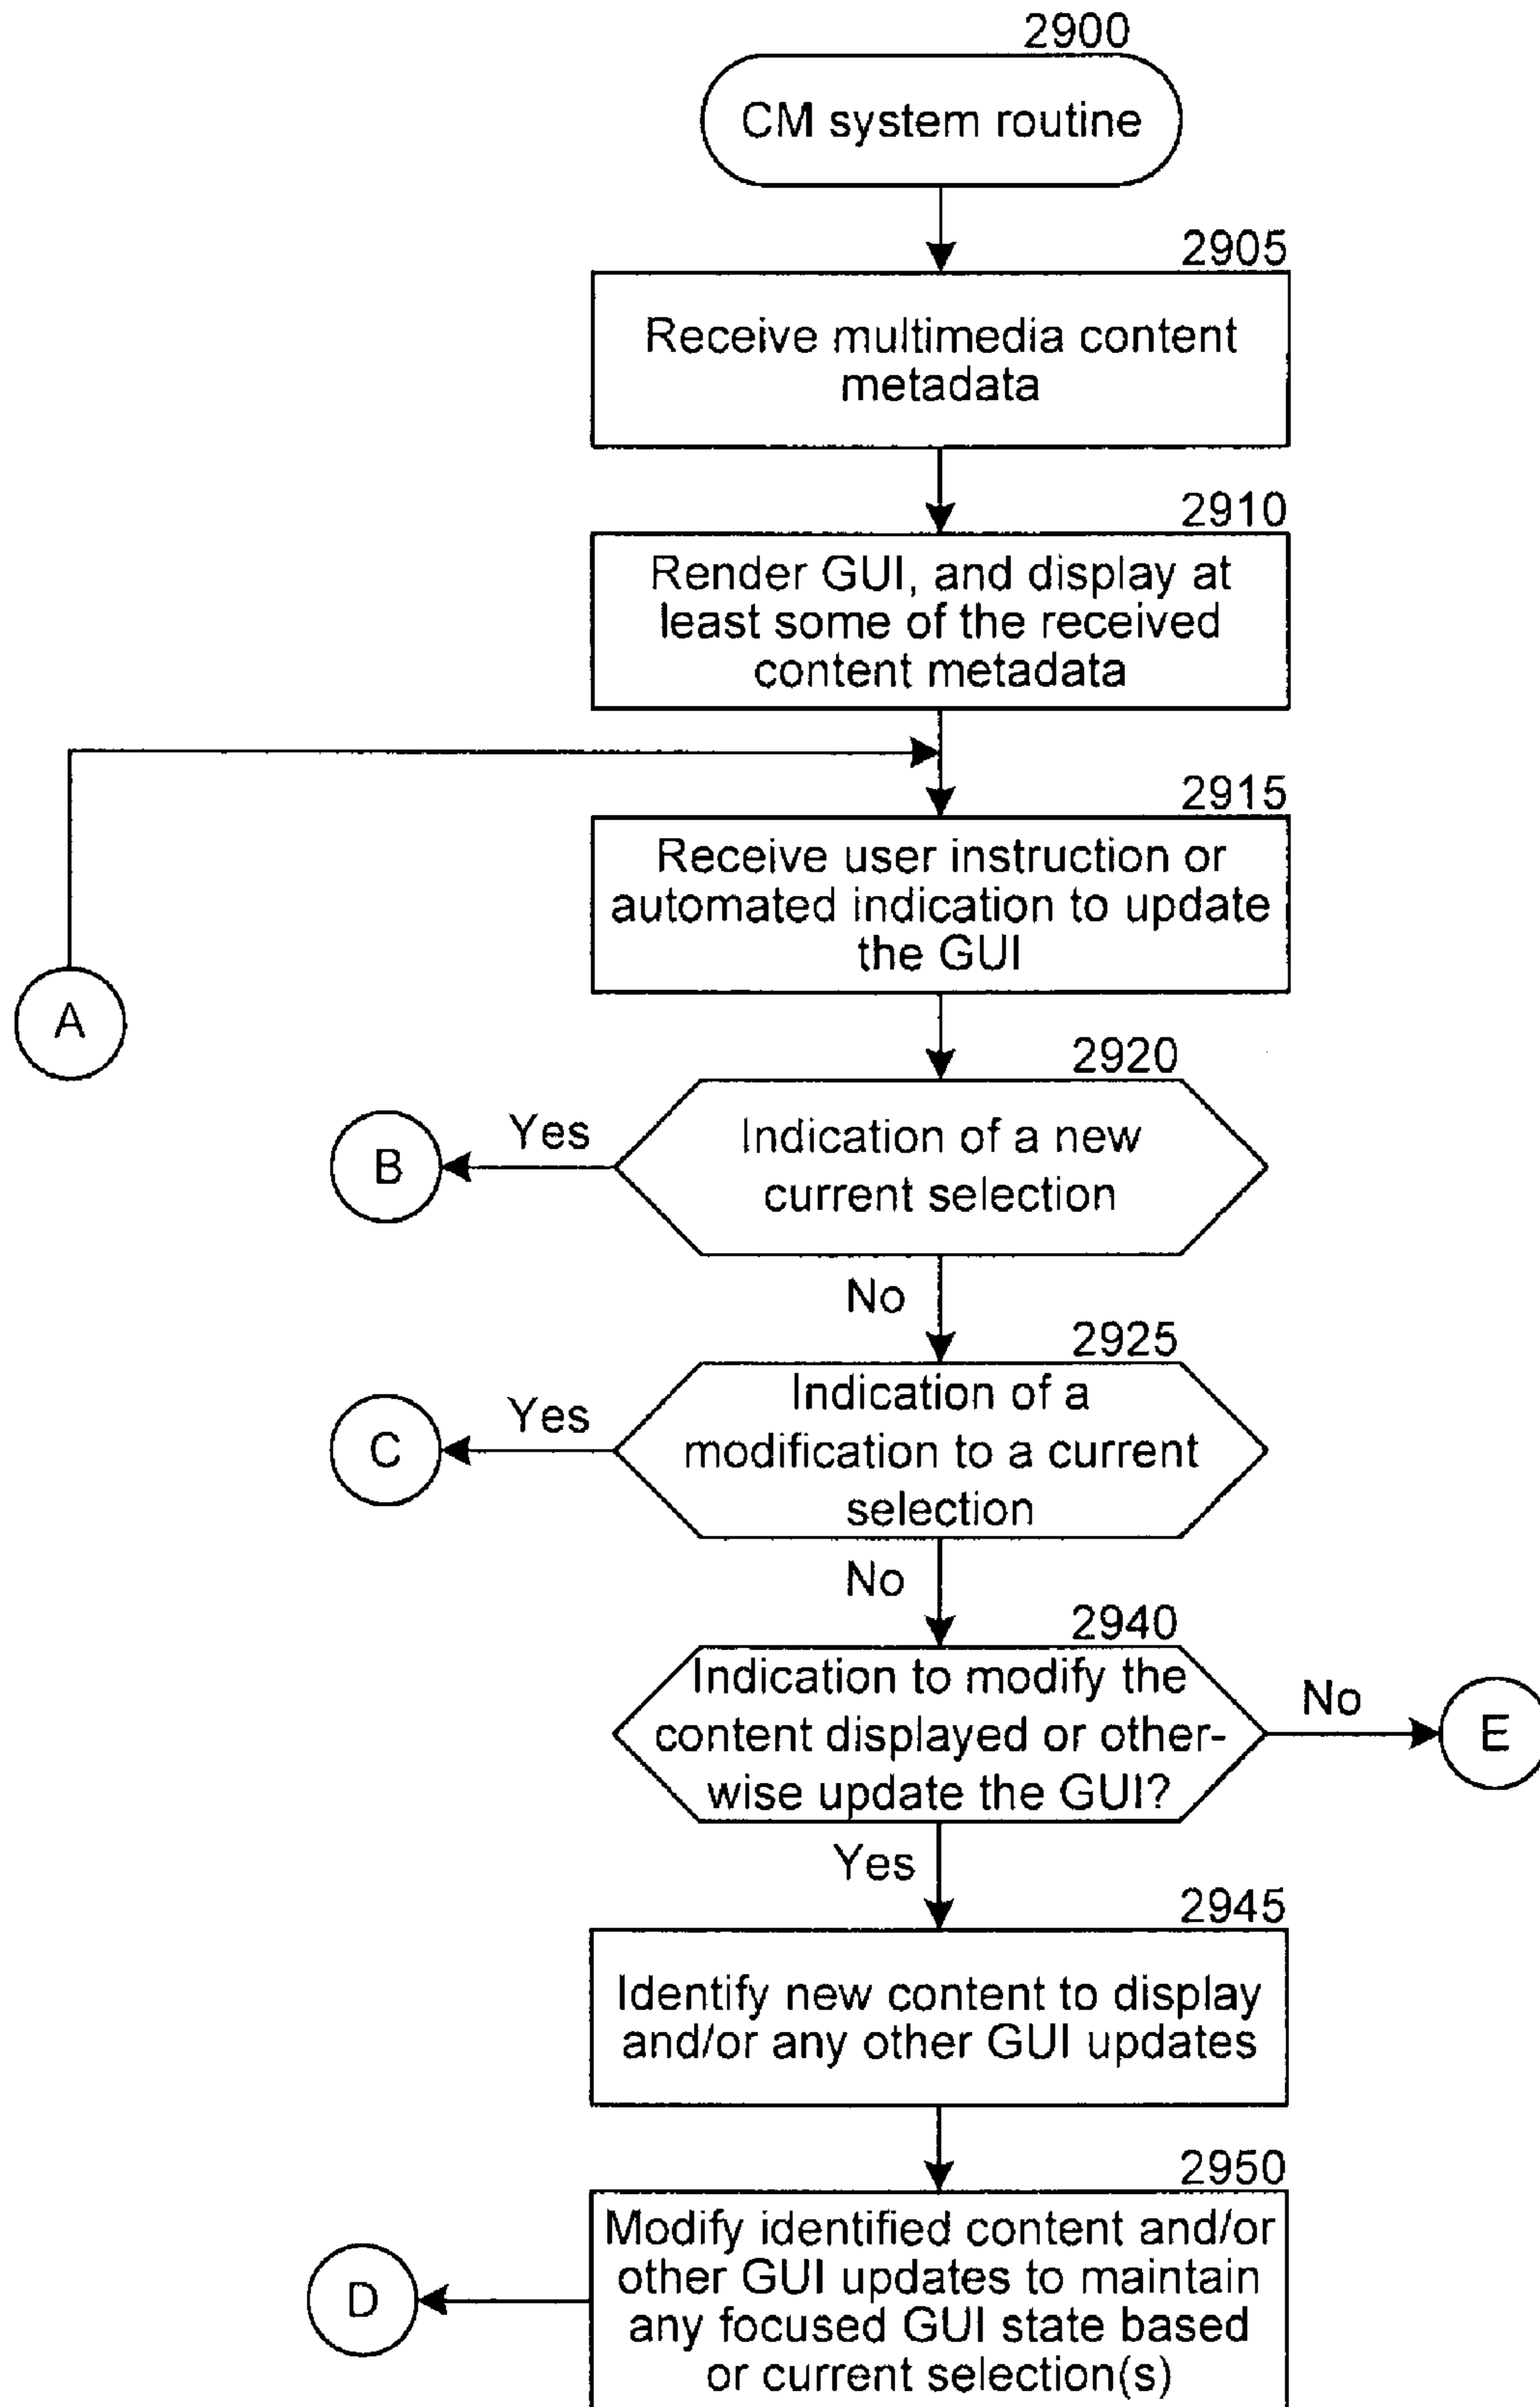 2900
CM system routine
2905
Receive multimedia content
metadata
2910
Render GUI, and display at
least some of the received
content metadata
2915
Receive user instruction or
automated indication to update
the GUI
A
2920
Indication of a new
current selection
Yes
B
No
2925
Indication of a
modification to a current
selection
Yes
C
No
2940
Indication to modify the
content displayed or other-
wise update the GUI?
No
E
Yes
2945
Identify new content to display
and/or any other GUI updates
2950
Modify identified content and/or
other GUI updates to maintain
any focused GUI state based
or current selection(s)
D